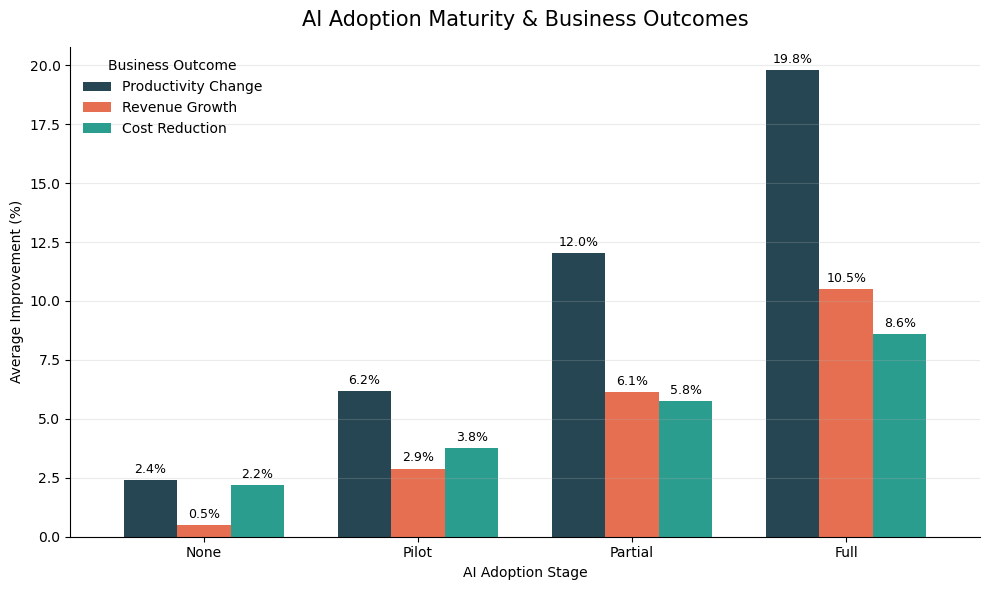 AI Adoption Maturity & Business Outcomes
Business Outcome
Productivity Change
Revenue Growth
Cost Reduction
Average Improvement (%)
20.0
17.5
15.0
12.5
10.0
7.5
5.0
2.5
0.0
2.4%
0.5%
2.2%
6.2%
2.9%
3.8%
12.0%
6.1%
5.8%
19.8%
10.5%
8.6%
None
Pilot
Partial
Full
AI Adoption Stage